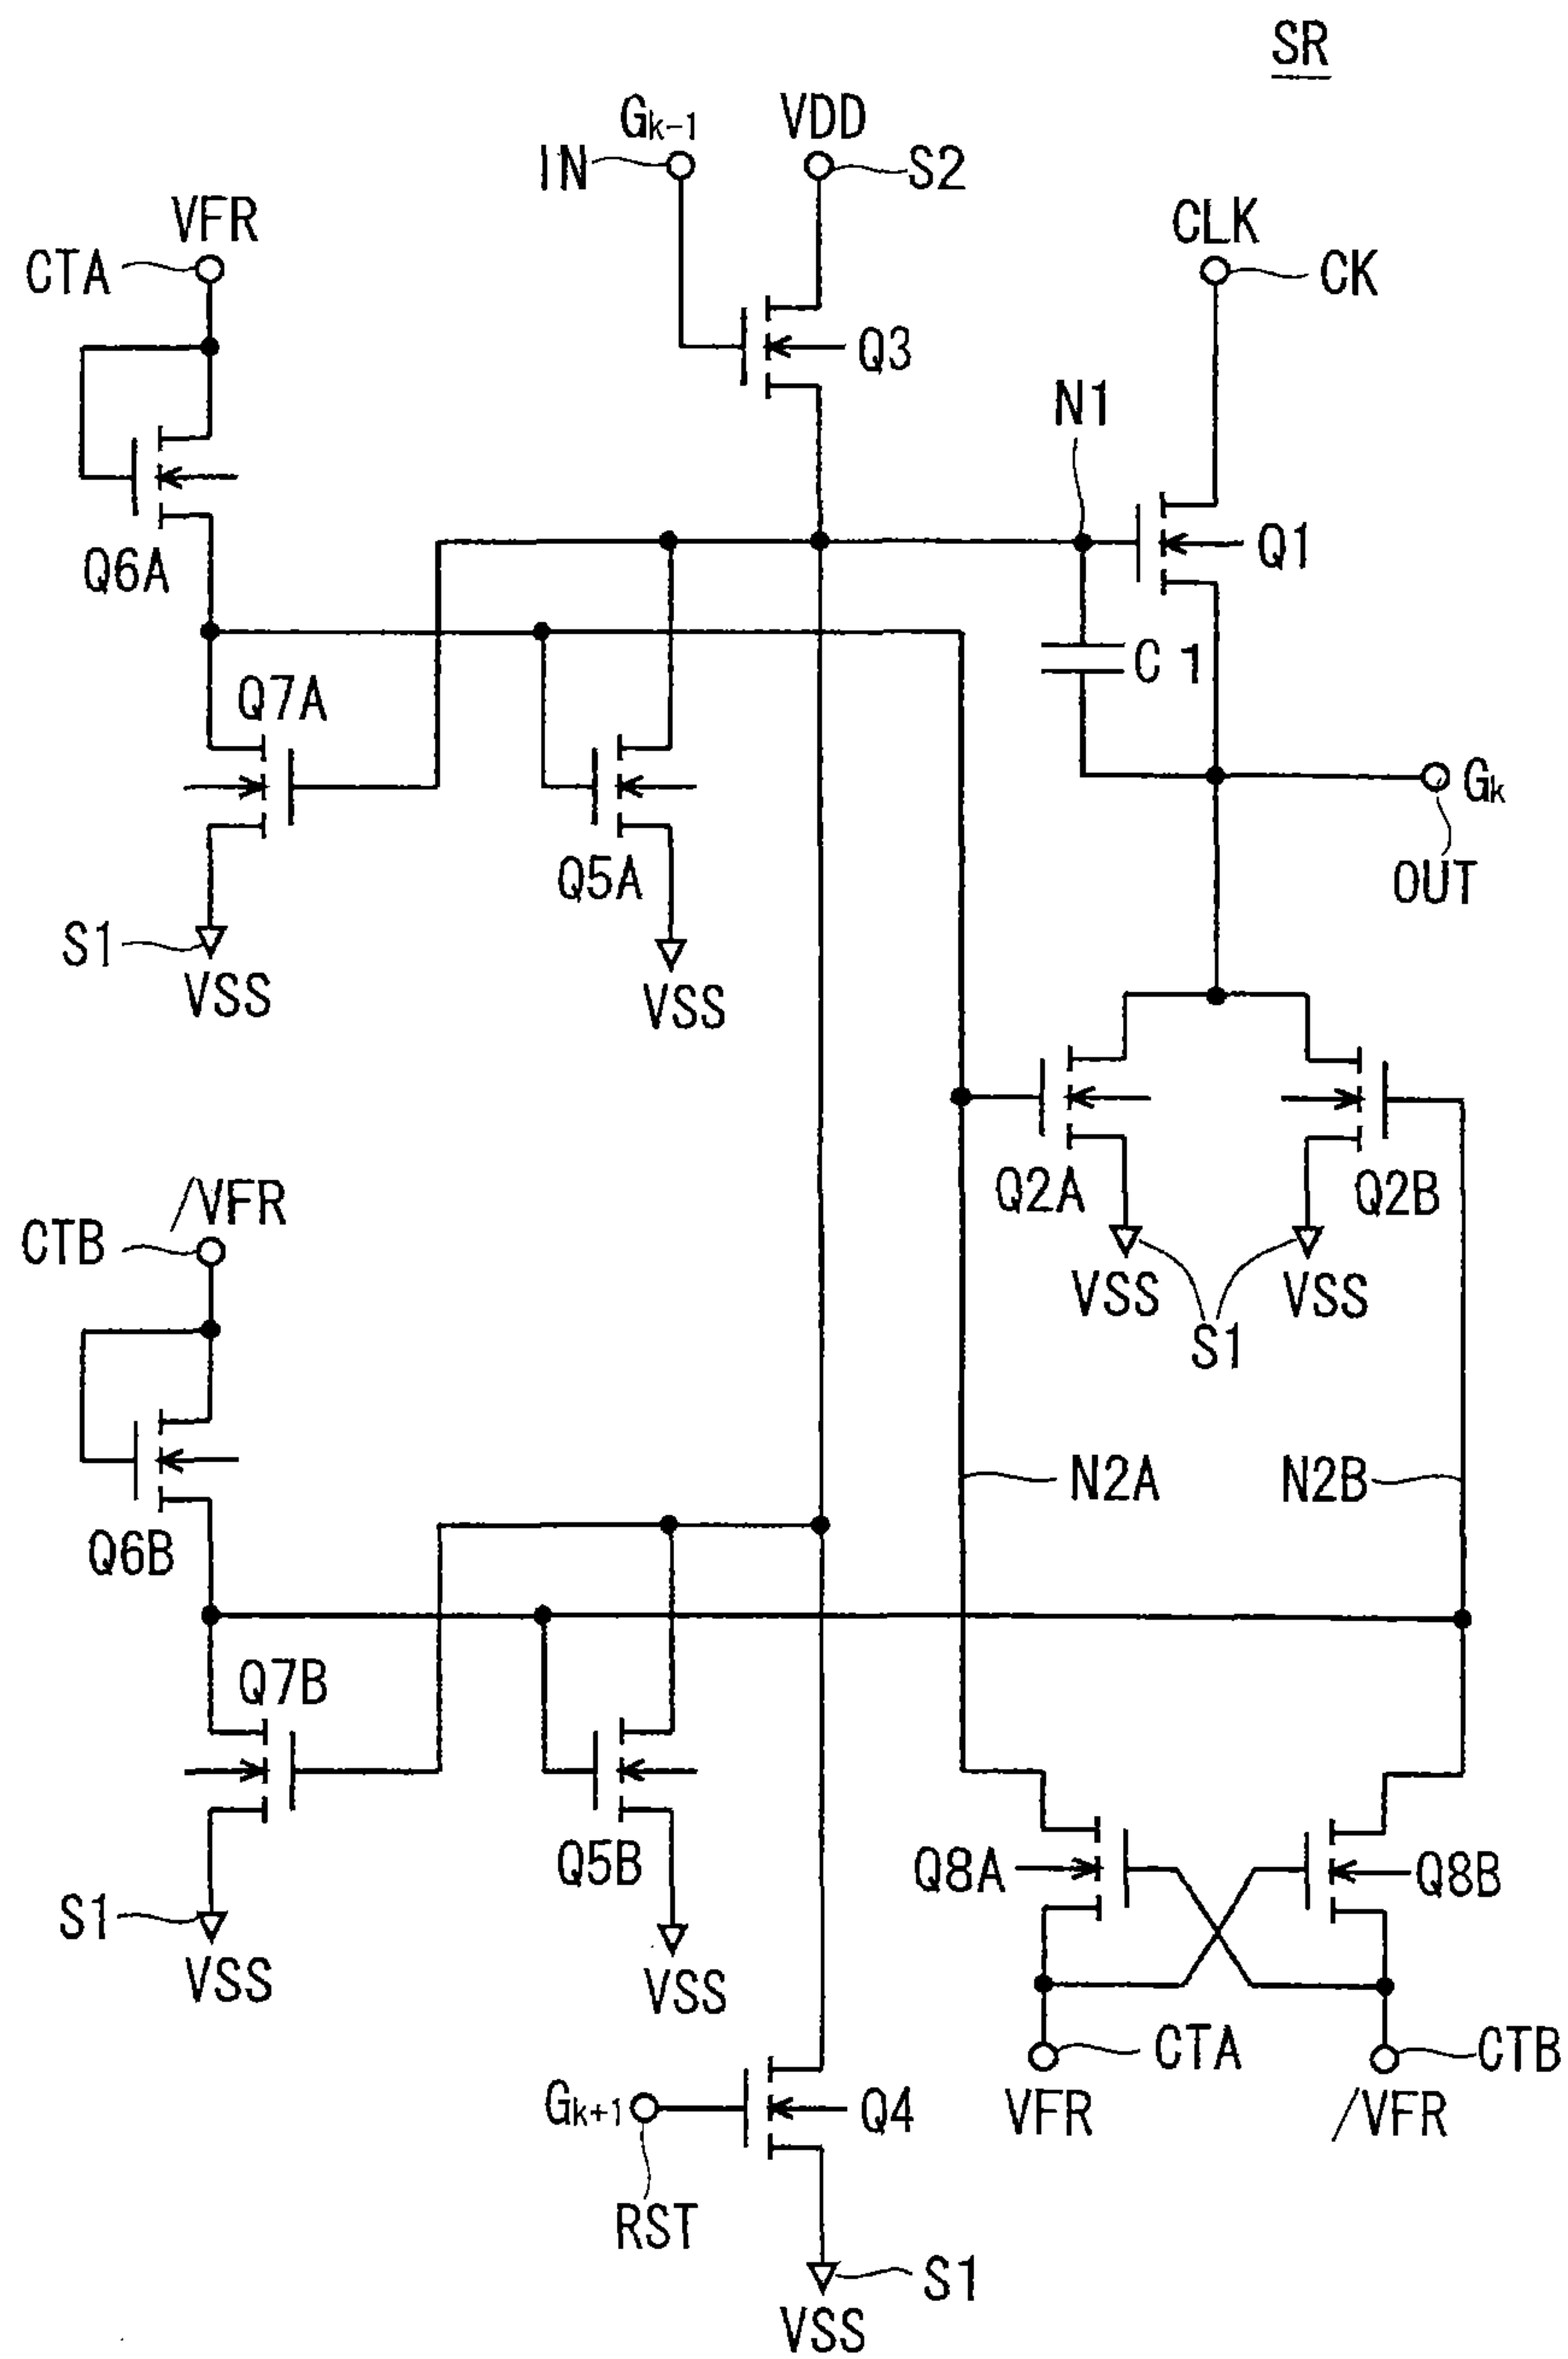 SR
Gk-1
VDD
IN
S2
VFR
CLK
CTA
CK
Q3
N1
Q1
Q6A
C1
Q7A
Gk
Q5A
OUT
S1
VSS
VSS
/VFR
Q2A
Q2B
CTB
VSS
VSS
S1
N2A
N2B
Q6B
Q7B
Q5B
Q8A
Q8B
S1
VSS
VSS
CTA
CTB
Gk+1
Q4
VFR
/VFR
RST
S1
VSS